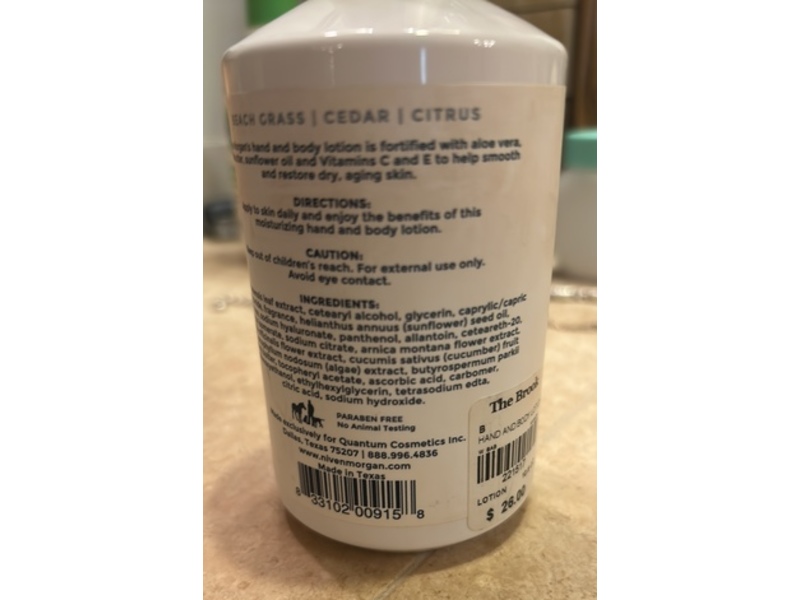 EACH GRASS | CEDAR | CITRUS
organ's hand and body lotion is fortified with aloe vera,
sunflower oil and Vitamins C and E to help smooth
and restore dry, aging skin.
DIRECTIONS:
ply to skin daily and enjoy the benefits of this
moisturizing hand and body lotion.
CAUTION:
ep out of children's reach. For external use only.
Avoid eye contact.
INGREDIENTS:
leaf extract, cetearyl alcohol, glycerin, caprylic/capric
fragrance, helianthus annuus (sunflower) seed oil,
hyaluronate, panthenol, allantoin, ceteareth-20,
sodium citrate, arnica montana flower extract,
flower extract, cucumis sativus (cucumber) fruit
nodosum (algae) extract, butyrospermum parkii
tocopheryl acetate, ascorbic acid, carbomer,
ethylhexylglycerin, tetrasodium edta,
citric acid, sodium hydroxide.
PARABEN FREE
No Animal Testing
Made exclusively for Quantum Cosmetics Inc.
Dallas, Texas 75207 | 888.996.4836
www.nivenmorgan.com
Made in Texas
8 33102 00915 8
The Brook
B
HAND AND BODY
LOTION
$ 26.00